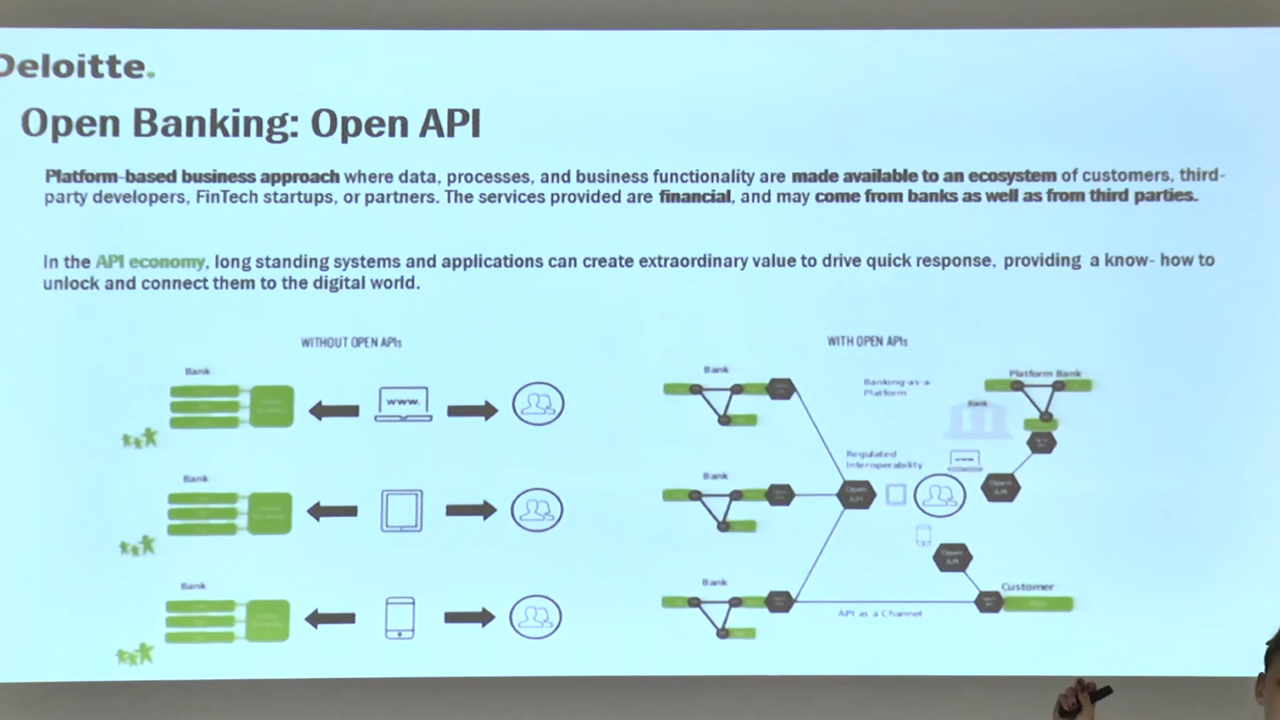 Deloitte.
Open Banking: Open API
Platform-based business approach where data, processes, and business functionality are made available to an ecosystem of customers, third-
party developers, FinTech startups, or partners. The services provided are financial, and may come from banks as well as from third parties.
In the API economy, long standing systems and applications can create extraordinary value to drive quick response, providing a know- how to
unlock and connect them to the digital world.
WITHOUT OPEN APIs
Bank
www.
Bank
Bank
WITH OPEN APIs
Bank
Banking-as-a-
Platform
Platform Bank
Bank
Regulated
Interoperability
www
Bank
Open
API
Open
API
Open
API
Bank
Customer
API as a Channel